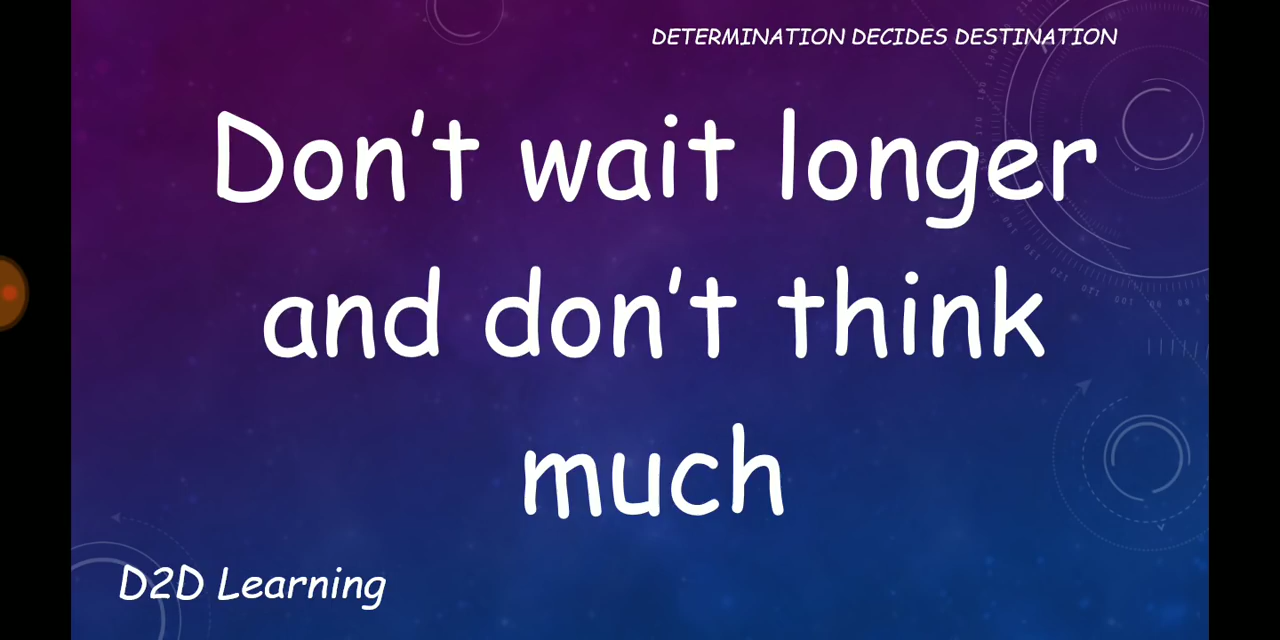 DETERMINATION DECIDES DESTINATION
Don’t wait longer
and don’t think
much
D2D Learning